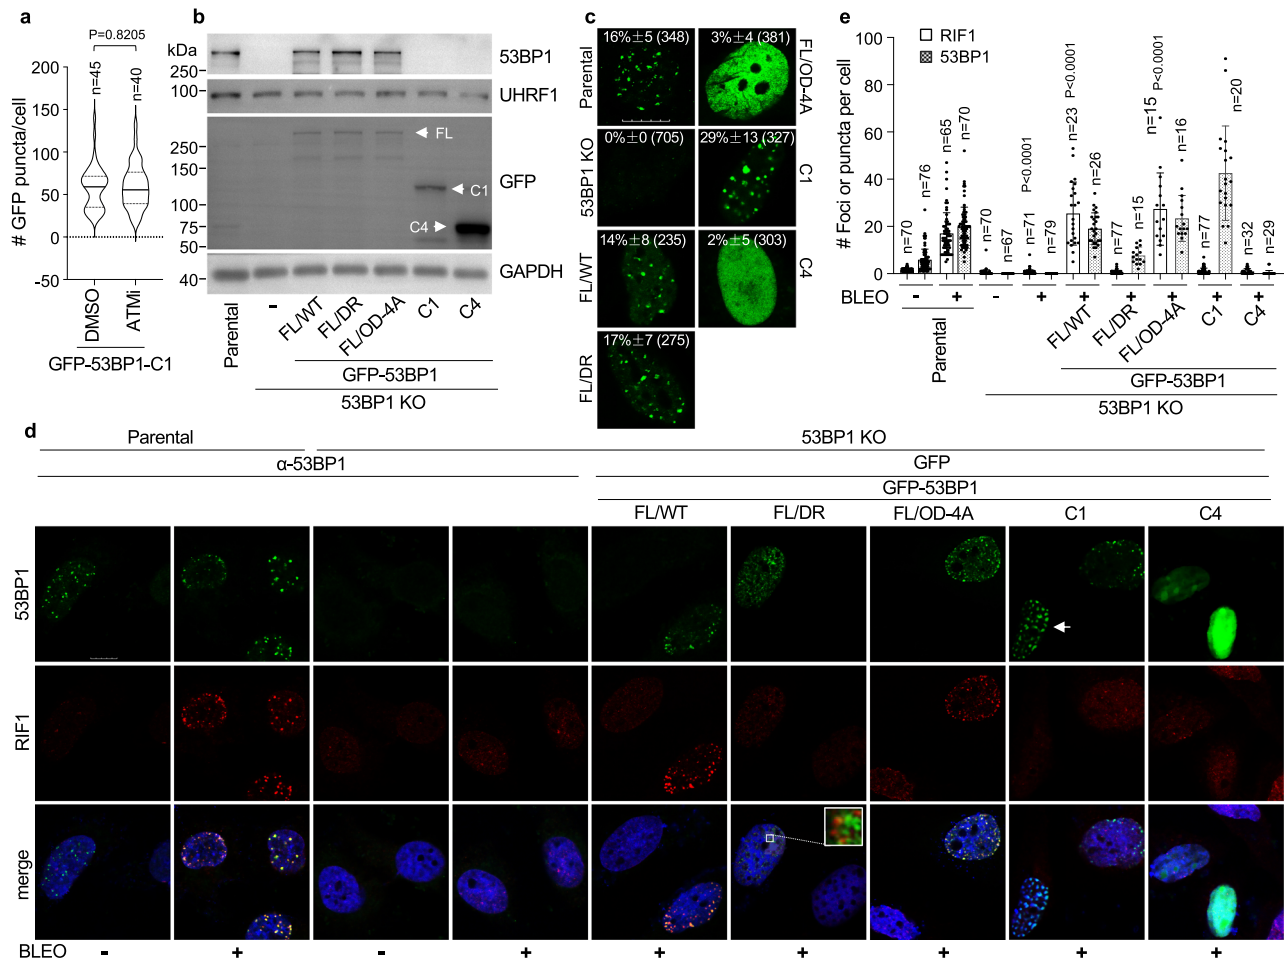 a
P=0.8205
# GFP puncta/cell
200
150
100
50
0
-50
n=45
n=40
DMSO
ATMi
GFP-53BP1-C1
b
kDa
250
100
250
150
100
75
50
40
53BP1
UHRF1
GFP
GAPDH
FL
C1
C4
Parental
-
FL/WT
FL/DR
FL/OD-4A
C1
C4
GFP-53BP1
53BP1 KO
c
Parental
16%±5 (348)
3%±4 (381)
FL/OD-4A
53BP1 KO
0%±0 (705)
29%±13 (327)
C1
FL/WT
14%±8 (235)
2%±5 (303)
C4
FL/DR
17%±7 (275)
e
RIF1
53BP1
# Foci or puncta per cell
100
80
60
40
20
0
n=70
n=76
n=65
n=70
n=70
n=67
P<0.0001
n=71
n=79
P<0.0001
n=23
n=26
n=77
n=15
P<0.0001
n=15
n=16
n=77
n=20
n=32
n=29
BLEO - + - + + + + + +
Parental
FL/WT
FL/DR
FL/OD-4A
C1
C4
GFP-53BP1
53BP1 KO
d
Parental
53BP1 KO
α-53BP1
GFP
GFP-53BP1
FL/WT
FL/DR
FL/OD-4A
C1
C4
53BP1
RIF1
merge
BLEO - + - + + + + + +